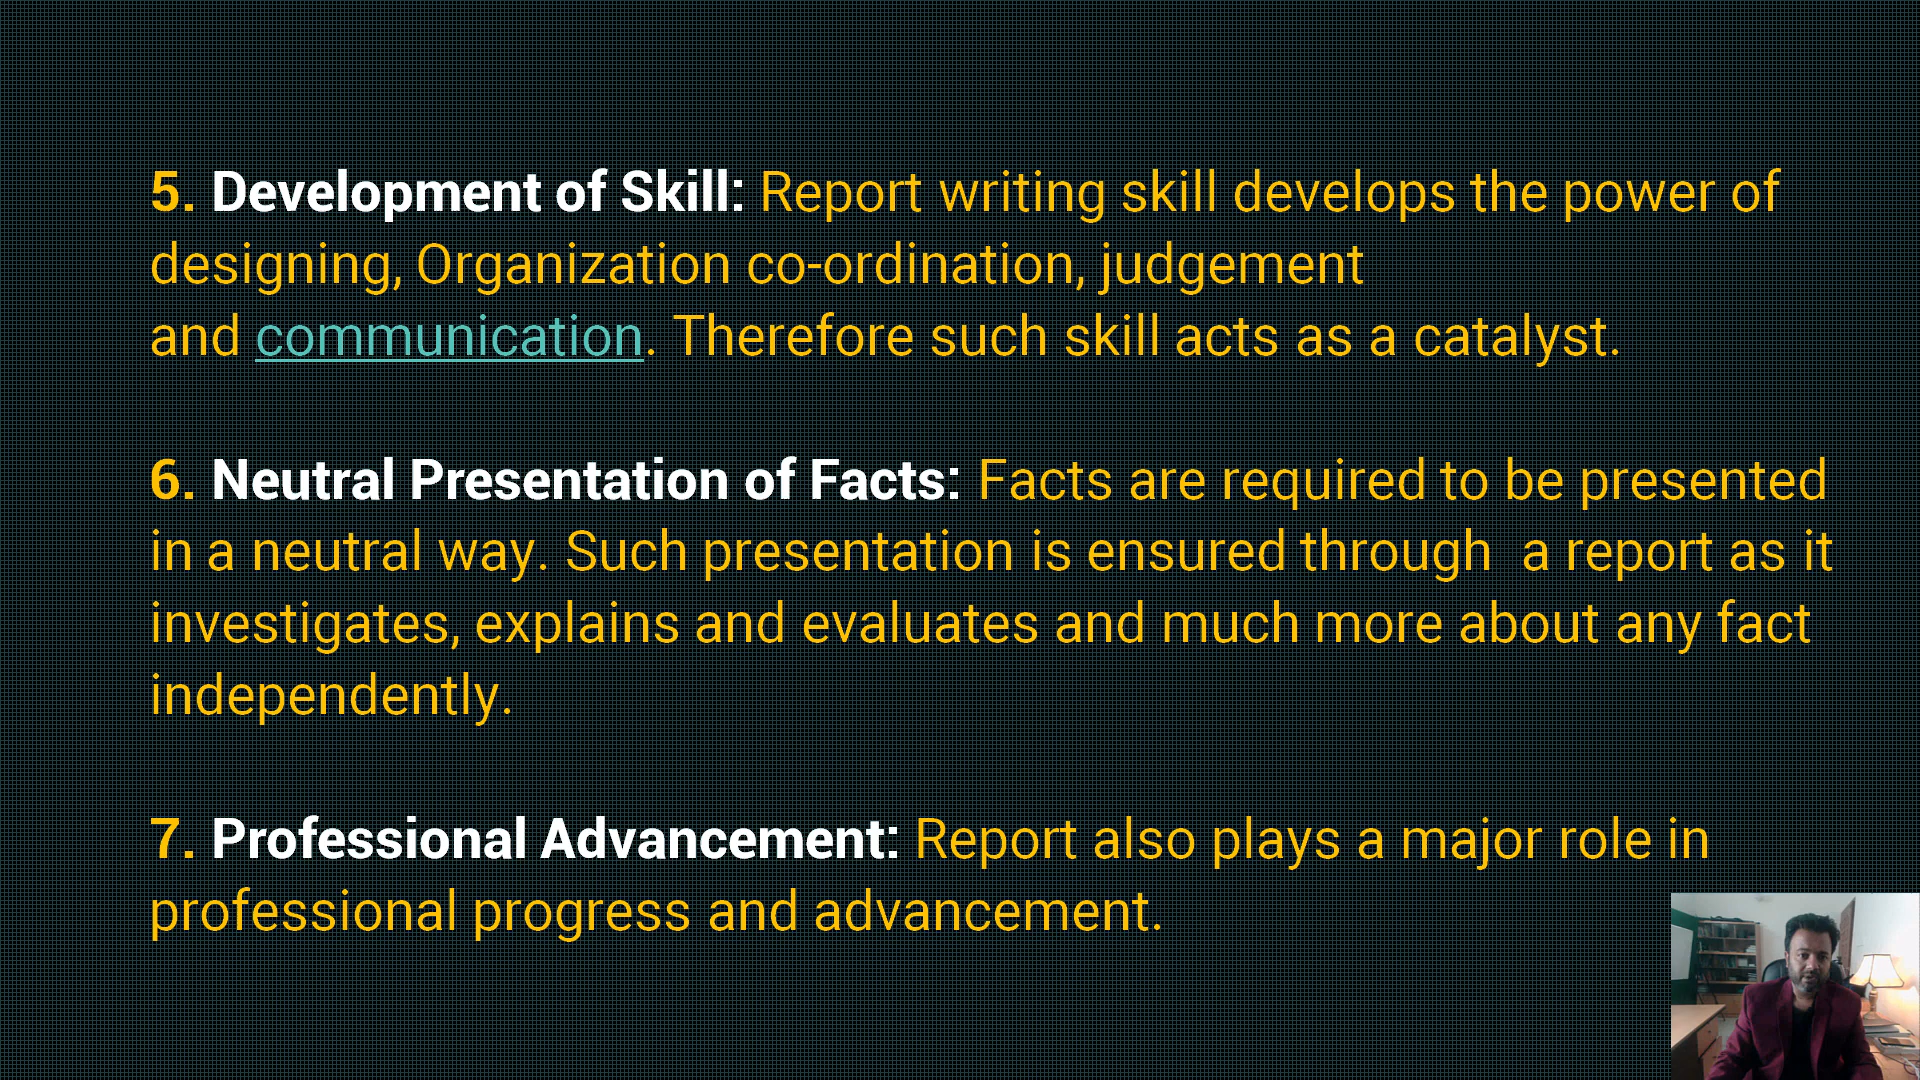 5. Development of Skill: Report writing skill develops the power of
designing, Organization co-ordination, judgement
and communication. Therefore such skill acts as a catalyst.
6. Neutral Presentation of Facts: Facts are required to be presented
in a neutral way. Such presentation is ensured through  a report as it
investigates, explains and evaluates and much more about any fact
independently.
7. Professional Advancement: Report also plays a major role in
professional progress and advancement.